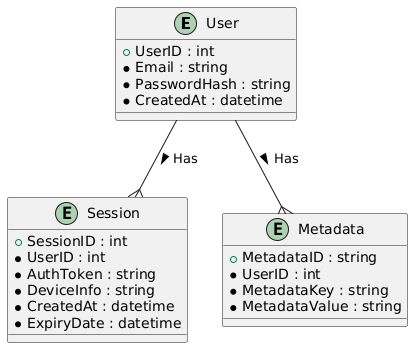 E User
UserID : int
Email : string
PasswordHash : string
CreatedAt : datetime
Has
Has
E Session
SessionID : int
UserID : int
AuthToken : string
DeviceInfo : string
CreatedAt : datetime
ExpiryDate : datetime
E Metadata
MetadataID : string
UserID : int
MetadataKey : string
MetadataValue : string